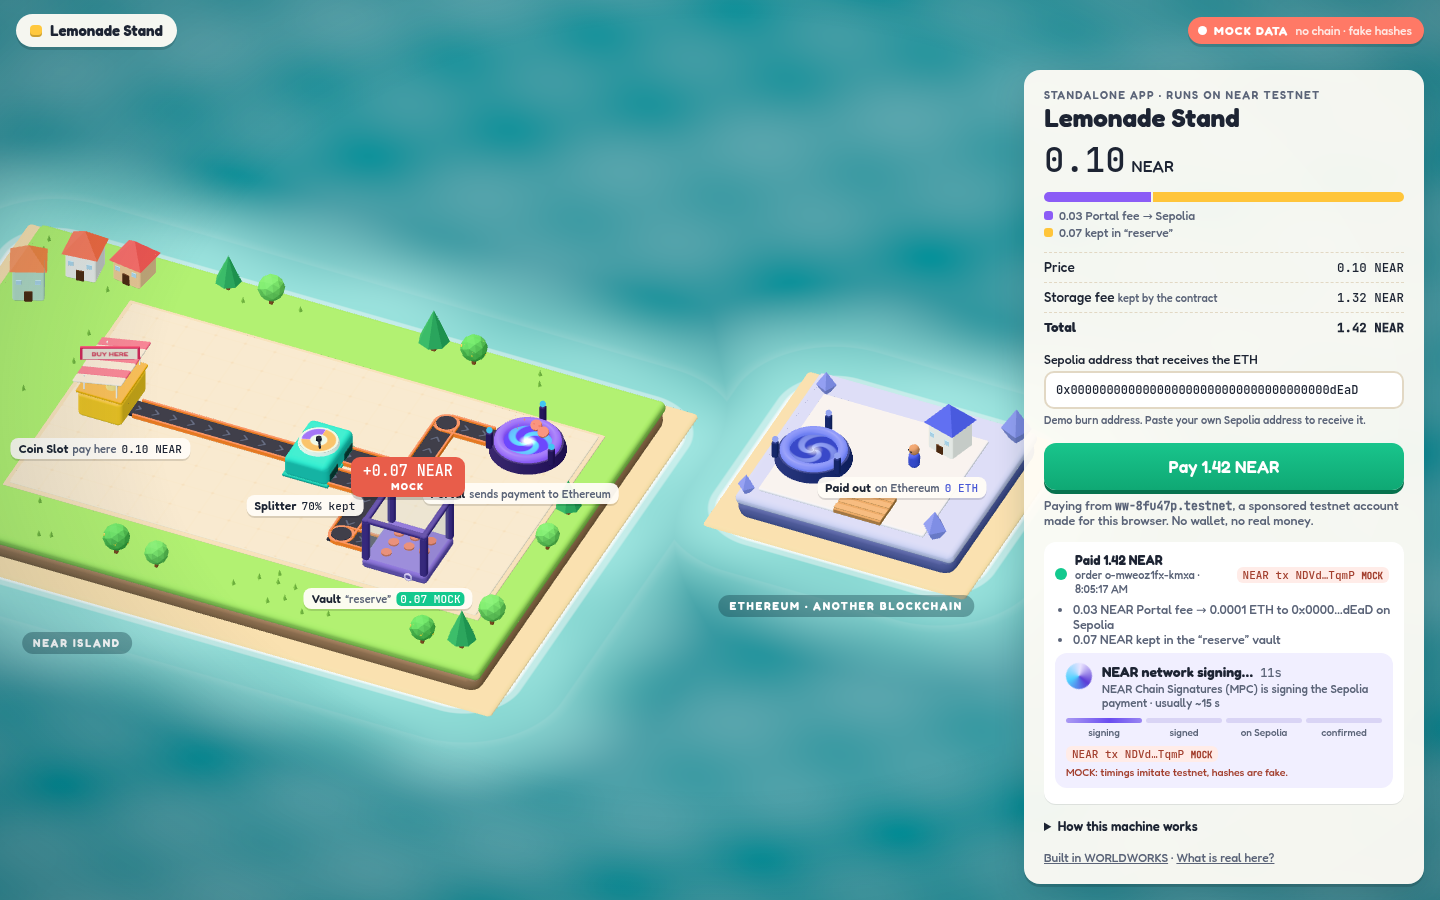 Lemonade Stand
MOCK DATA no chain · fake hashes
STANDALONE APP · RUNS ON NEAR TESTNET
Lemonade Stand
0.10 NEAR
0.03 Portal fee → Sepolia
0.07 kept in “reserve”
Price 0.10 NEAR
Storage fee kept by the contract 1.32 NEAR
Total 1.42 NEAR
Sepolia address that receives the ETH
0x000000000000000000000000000000000000dEaD
Demo burn address. Paste your own Sepolia address to receive it.
Pay 1.42 NEAR
Paying from ww-8fu47p.testnet, a sponsored testnet account
made for this browser. No wallet, no real money.
Paid 1.42 NEAR
order o-mweoz1fx-kmxa ·
8:05:17 AM
NEAR tx NDVd…TqmP MOCK
• 0.03 NEAR Portal fee → 0.0001 ETH to 0x0000…dEaD on
Sepolia
• 0.07 NEAR kept in the “reserve” vault
NEAR network signing… 11s
NEAR Chain Signatures (MPC) is signing the Sepolia
payment · usually ~15 s
signing signed on Sepolia confirmed
NEAR tx NDVd…TqmP MOCK
MOCK: timings imitate testnet, hashes are fake.
▶ How this machine works
Built in WORLDWORKS · What is real here?
BUY HERE
Coin Slot pay here 0.10 NEAR
+0.07 NEAR
MOCK
sends payment to Ethereum
Splitter 70% kept
Vault “reserve” 0.07 MOCK
NEAR ISLAND
Paid out on Ethereum 0 ETH
ETHEREUM · ANOTHER BLOCKCHAIN